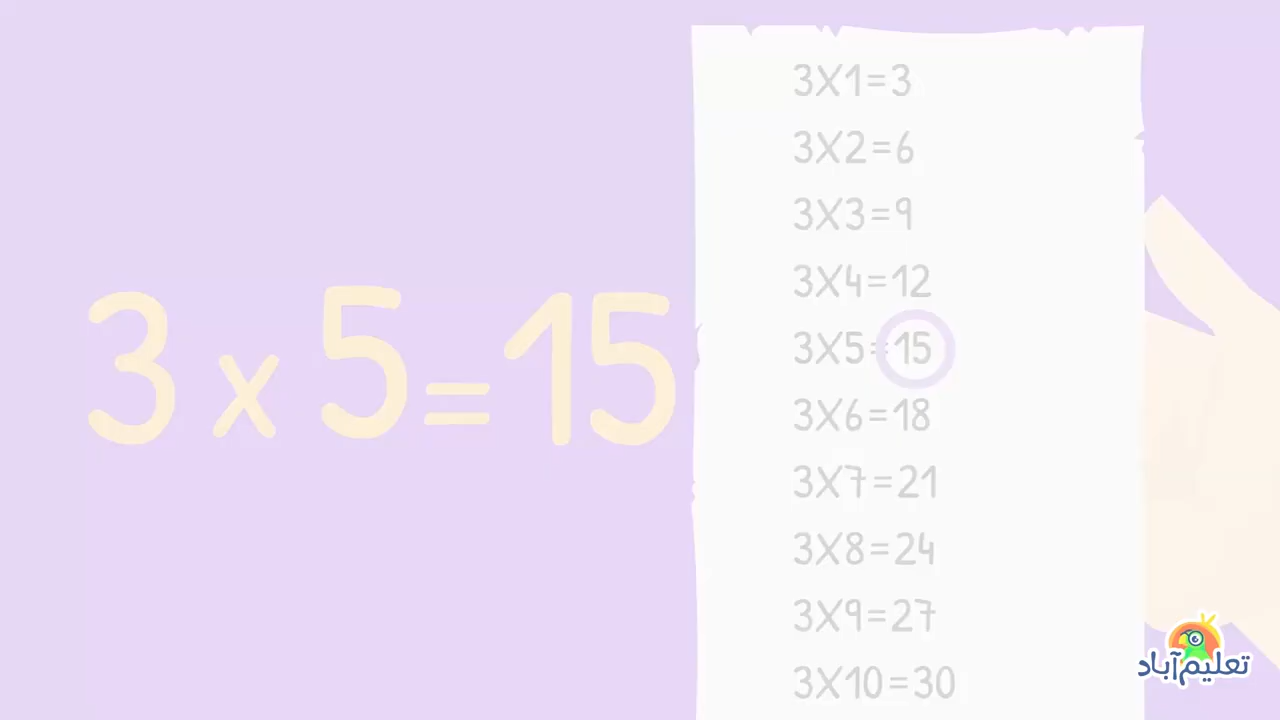 3 x 5 = 15
3X1=3
3X2=6
3X3=9
3X4=12
3X5=15
3X6=18
3X7=21
3X8=24
3X9=27
3X10=30
تعلیم آباد